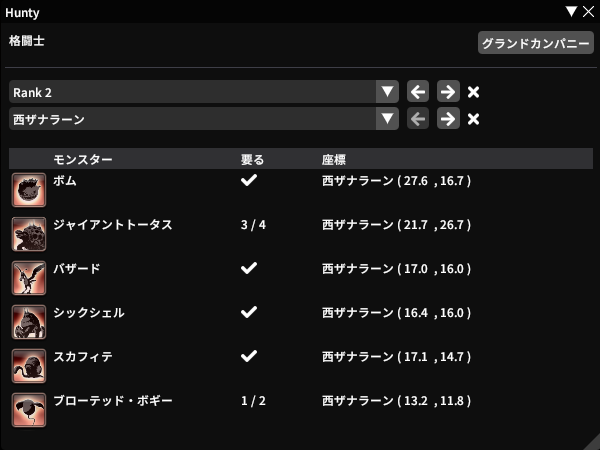 Hunty
格闘士
グランドカンパニー
Rank 2
西ザナラーン
モンスター 要る 座標
ボム 西ザナラーン ( 27.6 , 16.7 )
ジャイアントトータス 3 / 4 西ザナラーン ( 21.7 , 26.7 )
バザード 西ザナラーン ( 17.0 , 16.0 )
シックシェル 西ザナラーン ( 16.4 , 16.0 )
スカフィテ 西ザナラーン ( 17.1 , 14.7 )
ブローテッド・ボギー 1 / 2 西ザナラーン ( 13.2 , 11.8 )